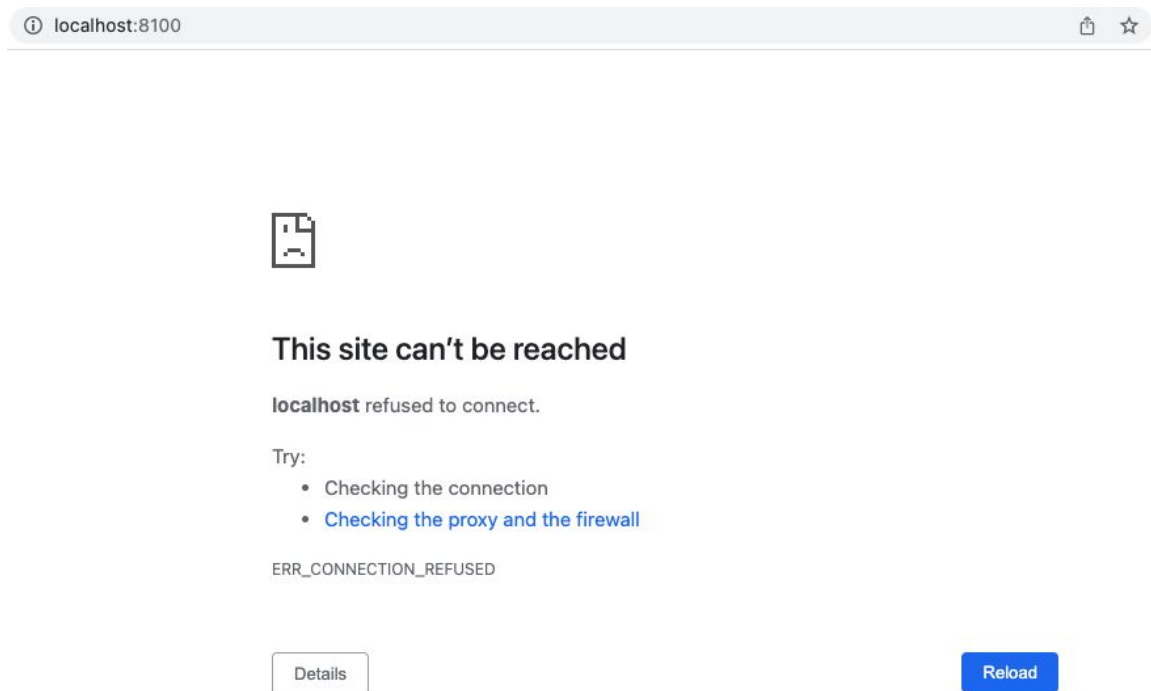 localhost:8100
This site can’t be reached
localhost refused to connect.
Try:
• Checking the connection
• Checking the proxy and the firewall
ERR_CONNECTION_REFUSED
Details
Reload